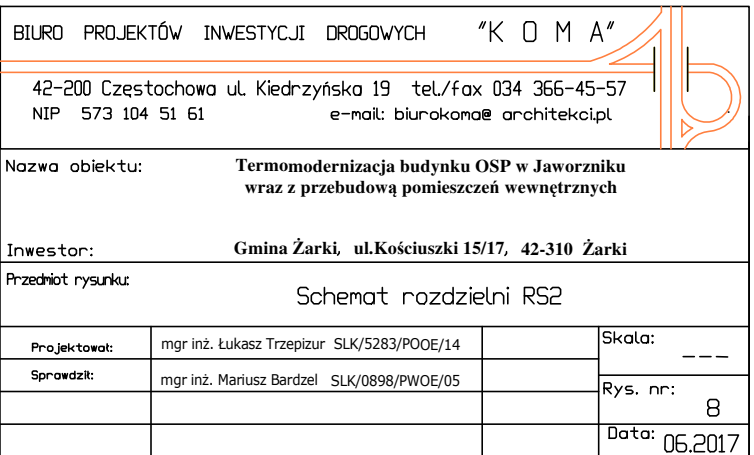 BIURO PROJEKTÓW INWESTYCJI DROGOWYCH "K O M A"
42-200 Częstochowa ul. Kiedrzyńska 19 tel./fax 034 366-45-57
NIP 573 104 51 61 e-mail: biurokoma@ architekci.pl
Nazwa obiektu: Termomodernizacja budynku OSP w Jaworzniku
wraz z przebudową pomieszczeń wewnętrznych
Inwestor: Gmina Żarki, ul.Kościuszki 15/17, 42-310 Żarki
Przedmiot rysunku:
Schemat rozdzielni RS2
Projektował: mgr inż. Łukasz Trzepizur SLK/5283/POOE/14
Skala: ---
Sprawdził: mgr inż. Mariusz Bardzel SLK/0898/PWOE/05
Rys. nr:
8
Data: 06.2017